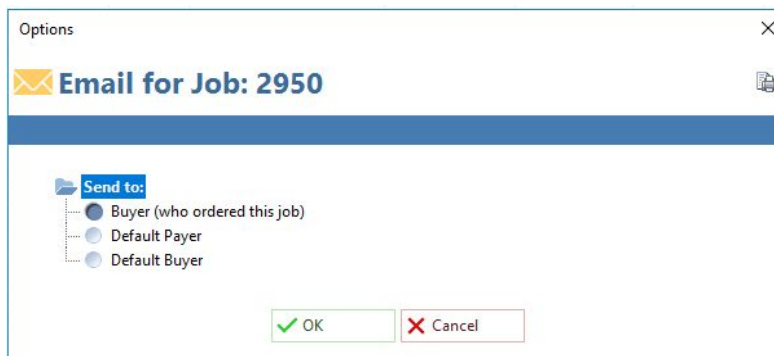 Options
Email for Job: 2950
Send to:
Buyer (who ordered this job)
Default Payer
Default Buyer
OK
Cancel